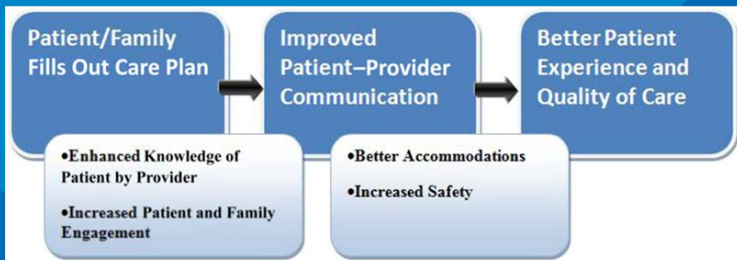 Patient/Family
Fills Out Care Plan
Improved
Patient–Provider
Communication
Better Patient
Experience and
Quality of Care
•Enhanced Knowledge of
Patient by Provider
•Increased Patient and Family
Engagement
•Better Accommodations
•Increased Safety